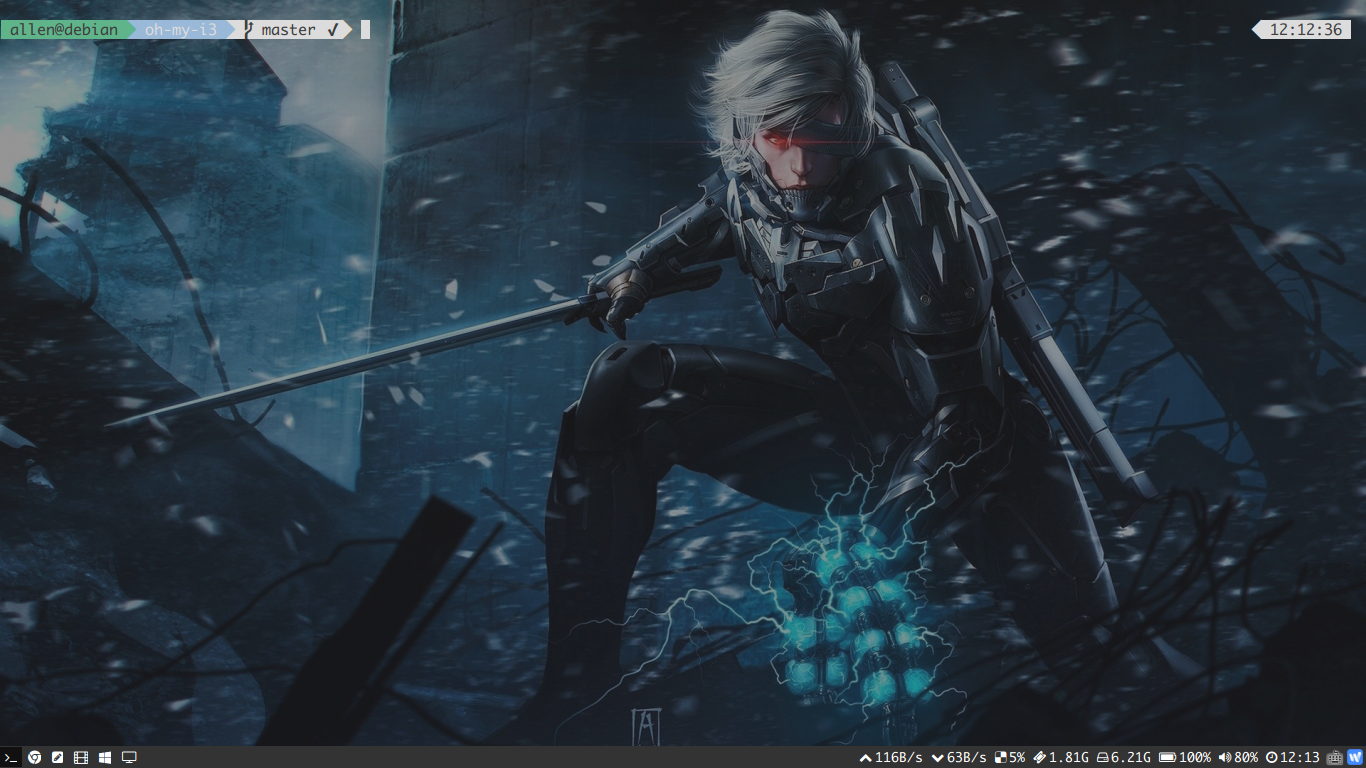 allen@debian oh-my-i3 master ✓ 12:12:36
>_ 116B/s 63B/s 5% 1.81G 6.21G 100% 80% 12:13 W